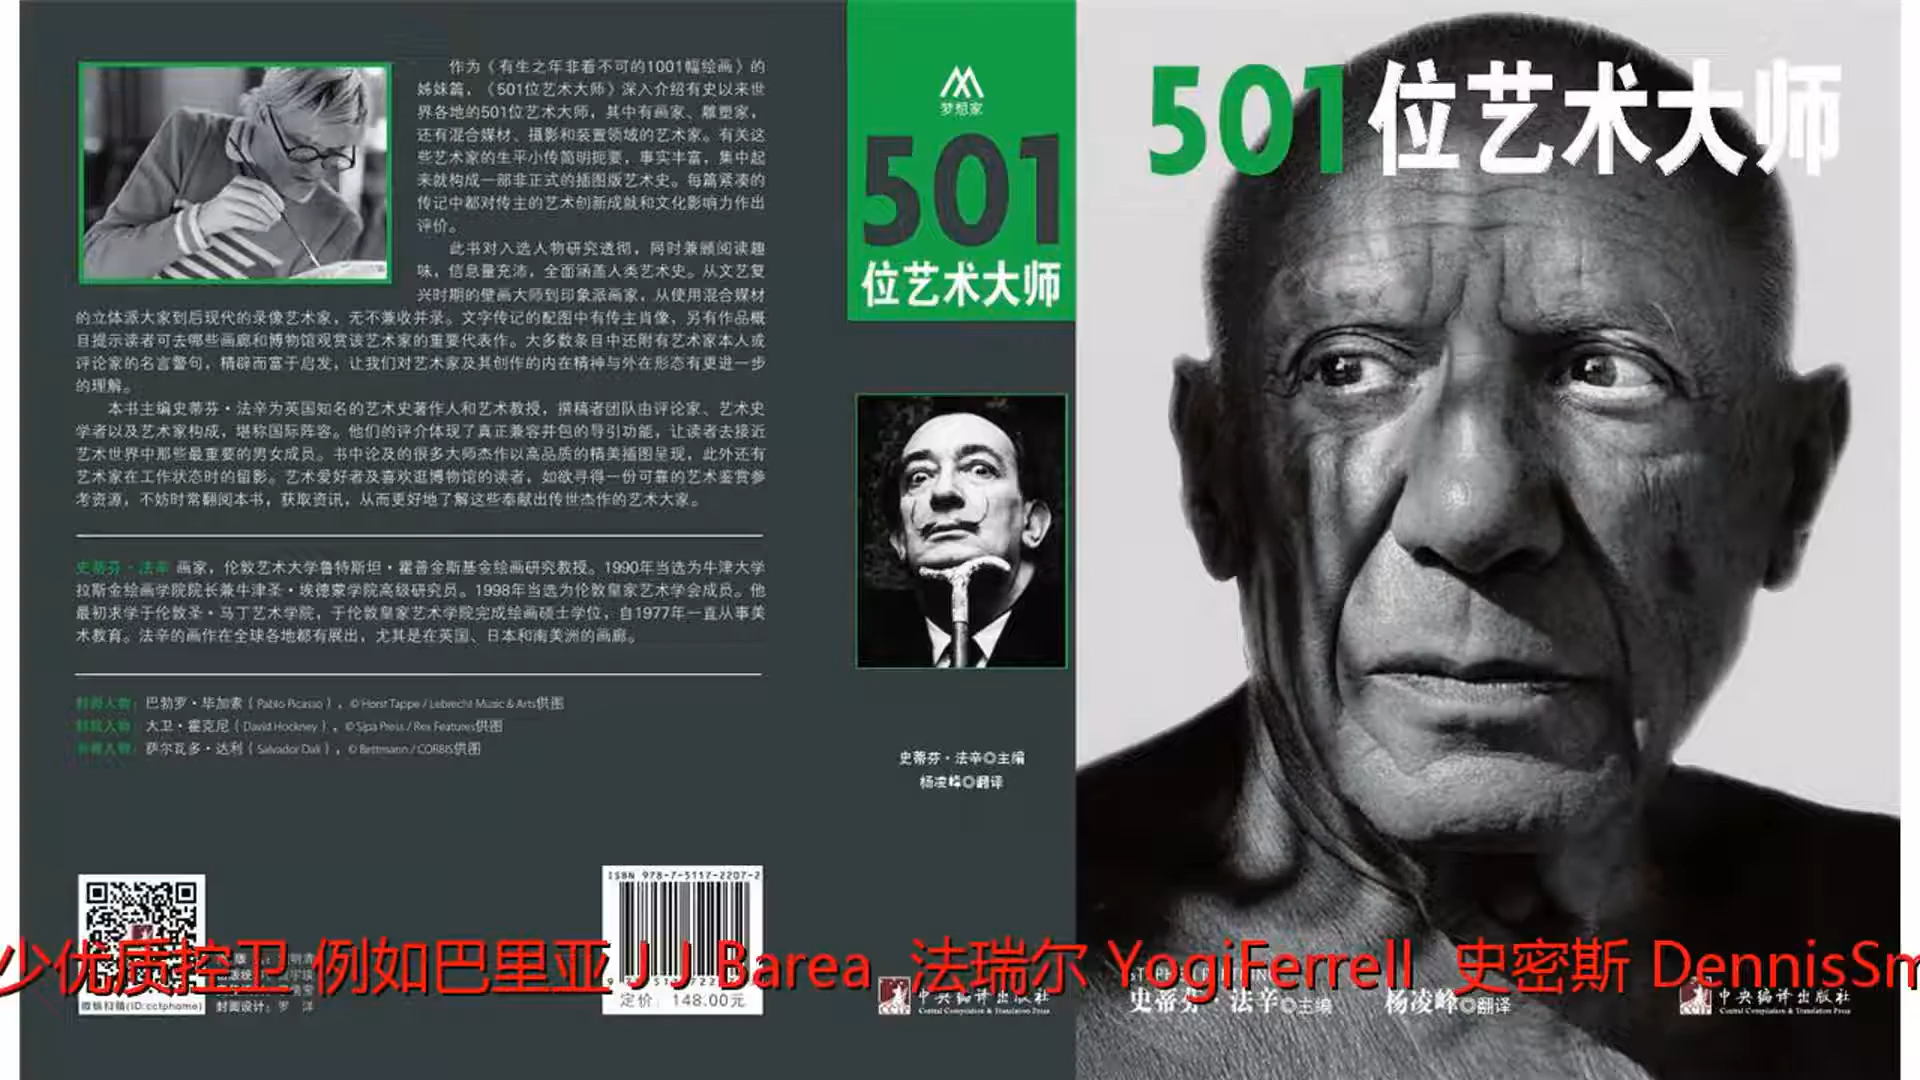 作为《有生之年非看不可的1001幅绘画》的
姊妹篇，《501位艺术大师》深入介绍有史以来世
界各地的501位艺术大师，其中有画家、雕塑家，
还有混合媒材、摄影和装置领域的艺术家。有关这
些艺术家的生平小传简明扼要，事实丰富，集中起
来就构成一部非正式的插图版艺术史。每篇紧凑的
传记中都对传主的艺术创新成就和文化影响力作出
评价。
此书对入选人物研究透彻，同时兼顾阅读趣
味，信息量充沛，全面涵盖人类艺术史。从文艺复
兴时期的壁画大师到印象派画家，从使用混合媒材
的立体派大家到后现代的录像艺术家，无不兼收并录。文字传记的配图中有传主肖像，另有作品概
目提示读者可去哪些画廊和博物馆观赏该艺术家的重要代表作。大多数条目中还附有艺术家本人或
评论家的名言警句，精辟而富于启发，让我们对艺术家及其创作的内在精神与外在形态有更进一步
的理解。
本书主编史蒂芬·法辛为英国知名的艺术史著作人和艺术教授，撰稿者团队由评论家、艺术史
学者以及艺术家构成，堪称国际阵容。他们的评介体现了真正兼容并包的导引功能，让读者去接近
艺术世界中那些最重要的男女成员。书中论及的很多大师杰作以高品质的精美插图呈现，此外还有
艺术家在工作状态时的留影。艺术爱好者及喜欢逛博物馆的读者，如欲寻得一份可靠的艺术鉴赏参
考资源，不妨时常翻阅本书，获取资讯，从而更好地了解这些奉献出传世杰作的艺术大家。
史蒂芬·法辛 画家，伦敦艺术大学鲁特斯坦·霍普金斯基金绘画研究教授。1990年当选为牛津大学
拉斯金绘画学院院长兼牛津圣·埃德蒙学院高级研究员。1998年当选为伦敦皇家艺术学会成员。他
最初求学于伦敦圣·马丁艺术学院，于伦敦皇家艺术学院完成绘画硕士学位，自1977年一直从事美
术教育。法辛的画作在全球各地都有展出，尤其是在英国、日本和南美洲的画廊。
巴勃罗·毕加索（Pablo Picasso），© Horst Tappe / Lebrecht Music & Arts供图
大卫·霍克尼（David Hockney），© Sipa Press / Rex Features供图
萨尔瓦多·达利（Salvador Dali），© Bettmann / CORBIS供图
微信扫描(ID:cctphome)
封面设计：罗 洋
ISBN 978-7-5117-2207-2
定价：148.00元
梦想家
501
位艺术大师
史蒂芬·法辛◎主编
杨凌峰◎翻译
中央编译出版社
Central Compilation & Translation Press
501位艺术大师
史蒂芬·法辛◎主编 杨凌峰◎翻译
中央编译出版社
Central Compilation & Translation Press
少优质控卫 例如巴里亚 J J Barea 法瑞尔 YogiFerrell 史密斯 DennisSm